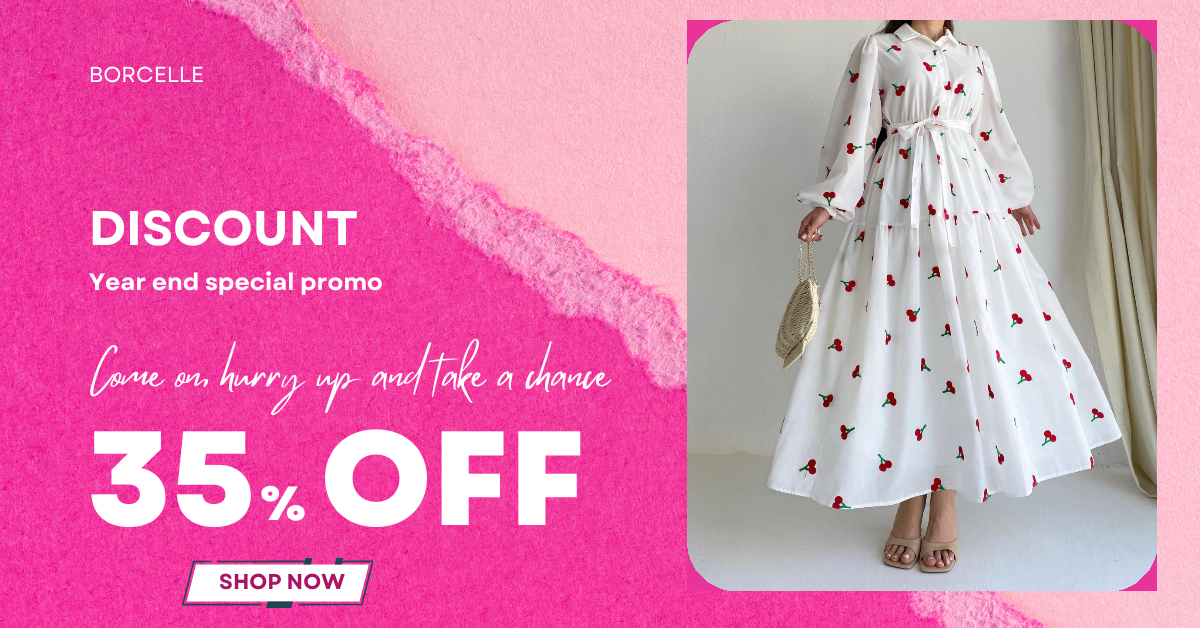 BORCELLE
DISCOUNT
Year end special promo
Come on, hurry up and take a chance
35% OFF
SHOP NOW